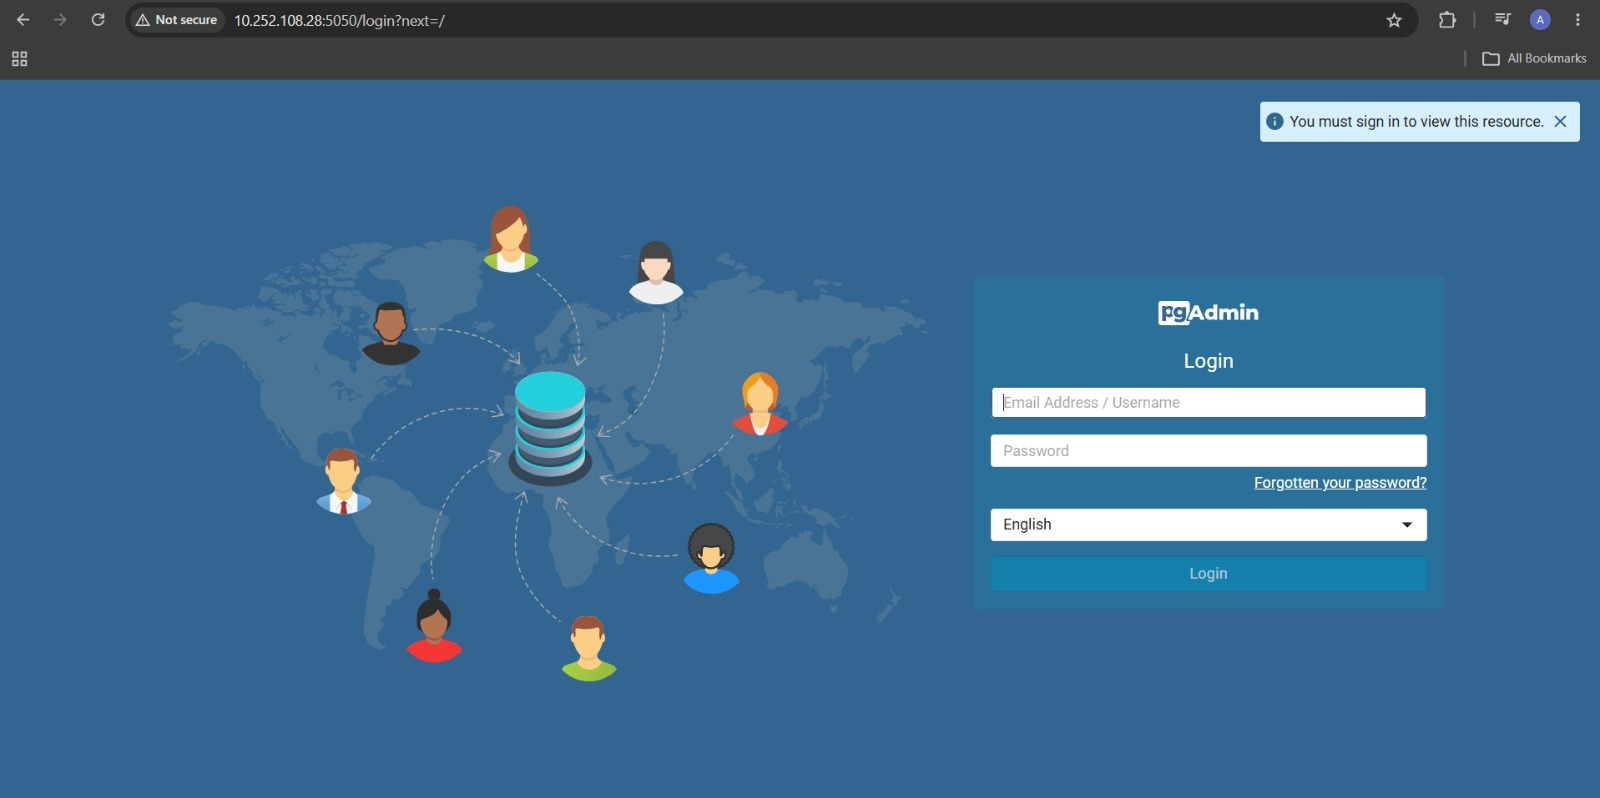 Not secure 10.252.108.28:5050/login?next=/
A
All Bookmarks
You must sign in to view this resource.
pgAdmin
Login
Email Address / Username
Password
Forgotten your password?
English
Login